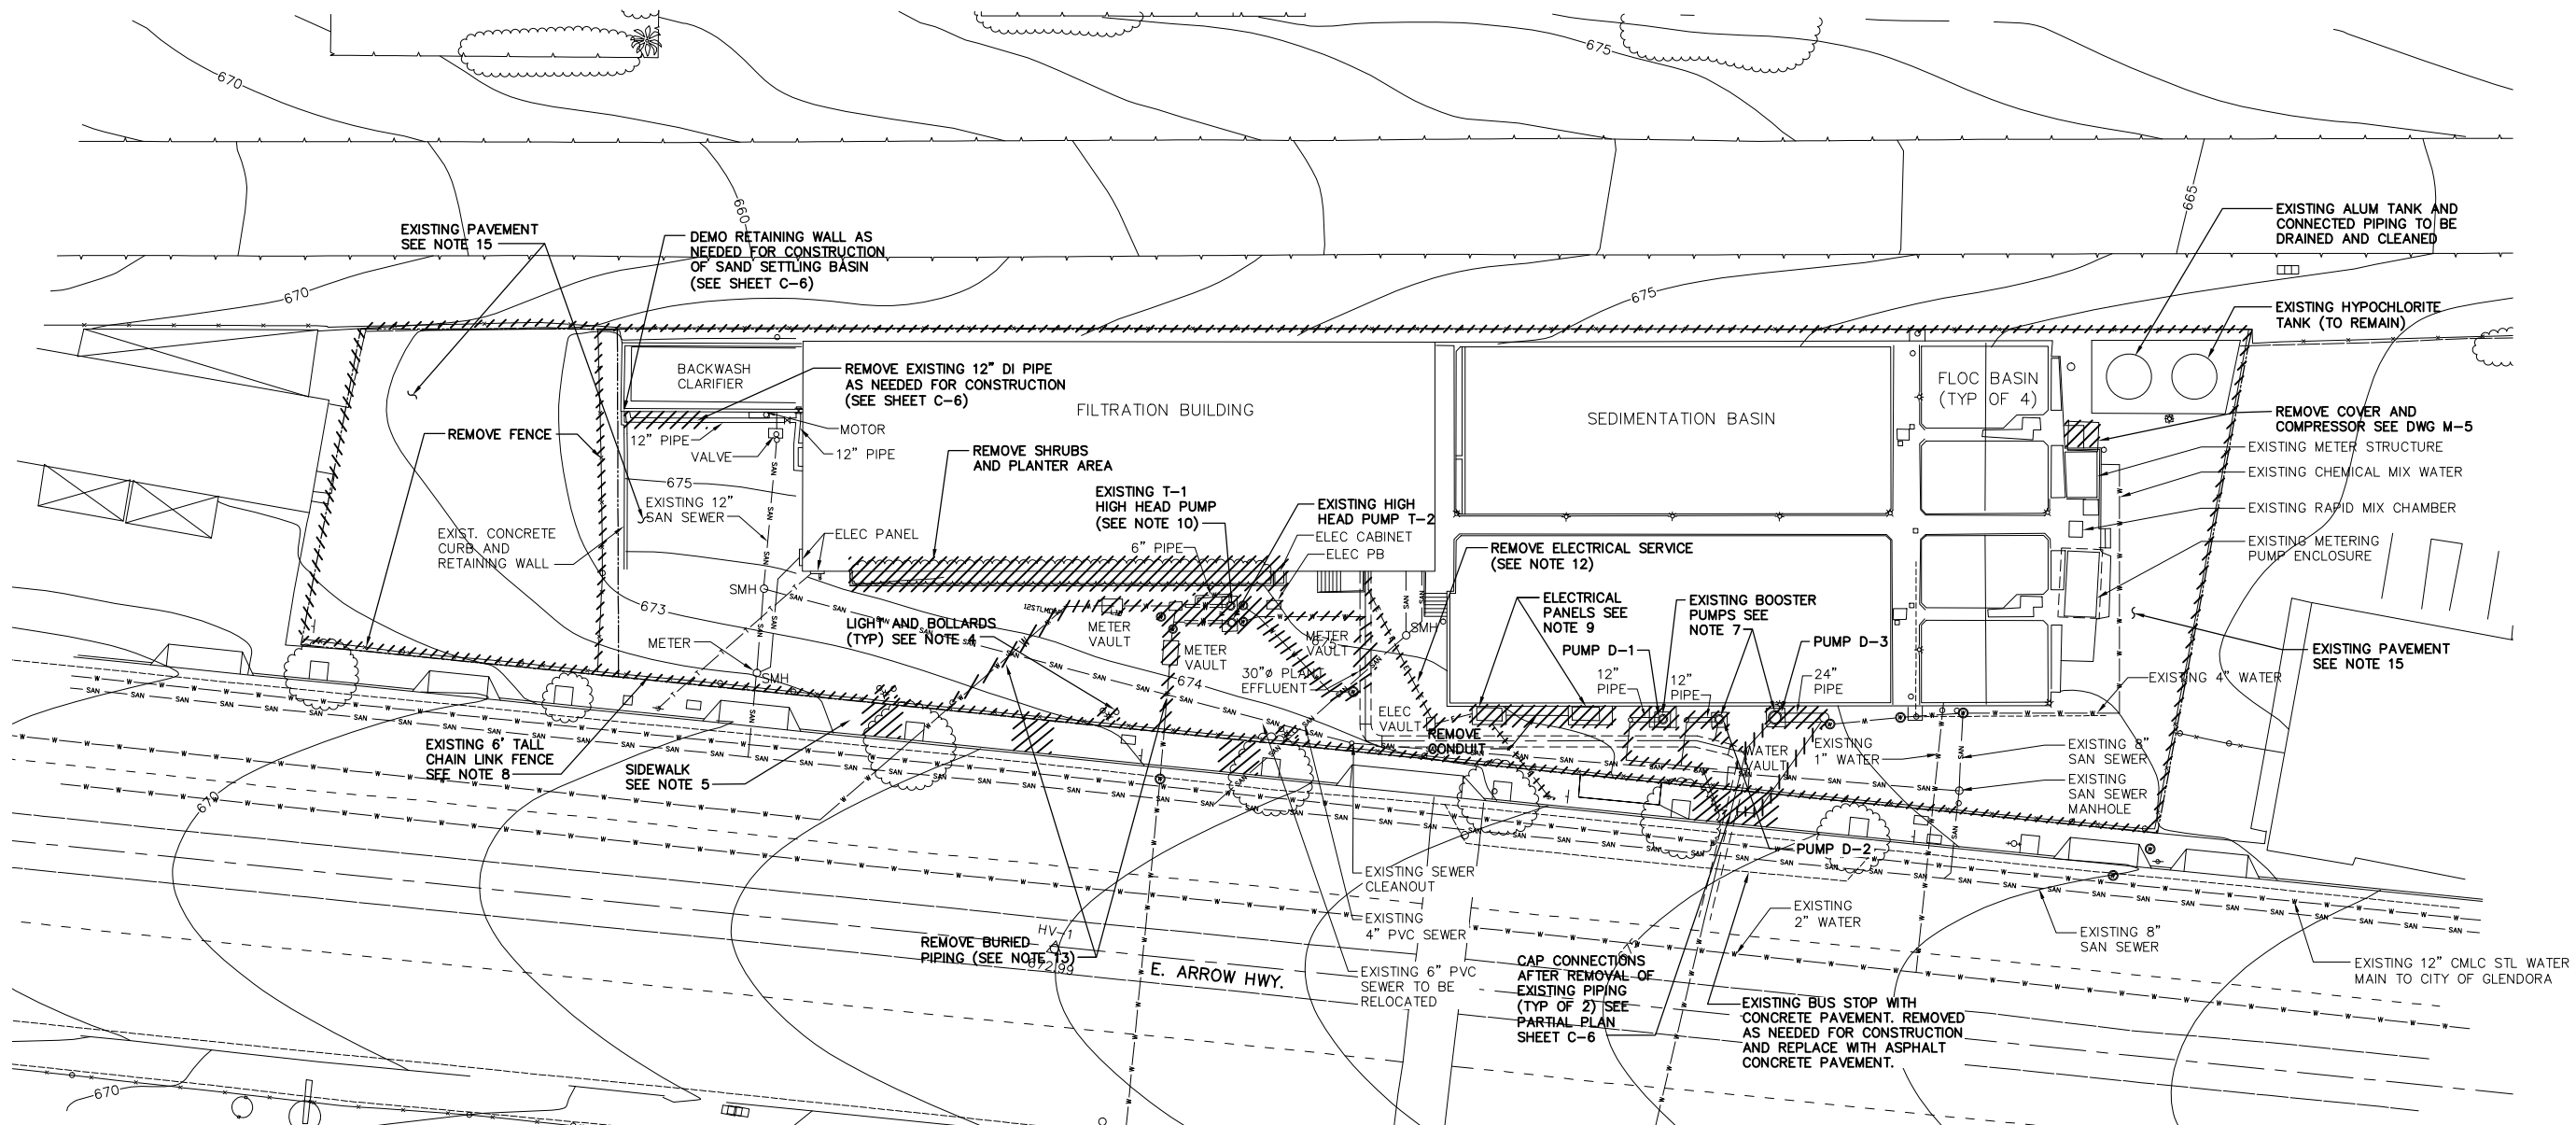 670
675
660
665
EXISTING PAVEMENT
SEE NOTE 15
DEMO RETAINING WALL AS
NEEDED FOR CONSTRUCTION
OF SAND SETTLING BASIN
(SEE SHEET C-6)
EXISTING ALUM TANK AND
CONNECTED PIPING TO BE
DRAINED AND CLEANED
670
675
EXISTING HYPOCHLORITE
TANK (TO REMAIN)
BACKWASH
CLARIFIER
REMOVE EXISTING 12" DI PIPE
AS NEEDED FOR CONSTRUCTION
(SEE SHEET C-6)
FILTRATION BUILDING
SEDIMENTATION BASIN
FLOC BASIN
(TYP OF 4)
REMOVE COVER AND
COMPRESSOR SEE DWG M-5
REMOVE FENCE
12" PIPE
MOTOR
VALVE
12" PIPE
EXISTING METER STRUCTURE
EXISTING CHEMICAL MIX WATER
REMOVE SHRUBS
AND PLANTER AREA
675
EXISTING 12"
SAN SEWER
EXISTING T-1
HIGH HEAD PUMP
(SEE NOTE 10)
EXISTING HIGH
HEAD PUMP T-2
EXISTING RAPID MIX CHAMBER
EXIST. CONCRETE
CURB AND
RETAINING WALL
ELEC PANEL
6" PIPE
ELEC CABINET
ELEC PB
REMOVE ELECTRICAL SERVICE
(SEE NOTE 12)
EXISTING METERING
PUMP ENCLOSURE
SMH
673
12STLMDW
LIGHT AND BOLLARDS
(TYP) SEE NOTE 4
METER
VAULT
METER
VAULT
METER
VAULT
SMH
ELECTRICAL
PANELS SEE
NOTE 9
EXISTING BOOSTER
PUMPS SEE
NOTE 7
PUMP D-1
PUMP D-3
METER
SMH
30"ø PLANT
EFFLUENT
674
12"
PIPE
12"
PIPE
24"
PIPE
EXISTING PAVEMENT
SEE NOTE 15
EXISTING 4" WATER
ELEC
VAULT
REMOVE
CONDUIT
WATER
VAULT
EXISTING
1" WATER
EXISTING 8"
SAN SEWER
EXISTING
SAN SEWER
MANHOLE
EXISTING 6' TALL
CHAIN LINK FENCE
SEE NOTE 8
SIDEWALK
SEE NOTE 5
670
PUMP D-2
EXISTING SEWER
CLEANOUT
EXISTING
4" PVC SEWER
EXISTING
2" WATER
EXISTING 8"
SAN SEWER
REMOVE BURIED
PIPING (SEE NOTE 13)
HV-1
672.99
E. ARROW HWY.
EXISTING 6" PVC
SEWER TO BE
RELOCATED
CAP CONNECTIONS
AFTER REMOVAL OF
EXISTING PIPING
(TYP OF 2) SEE
PARTIAL PLAN
SHEET C-6
EXISTING 12" CMLC STL WATER
MAIN TO CITY OF GLENDORA
EXISTING BUS STOP WITH
CONCRETE PAVEMENT. REMOVED
AS NEEDED FOR CONSTRUCTION
AND REPLACE WITH ASPHALT
CONCRETE PAVEMENT.
670